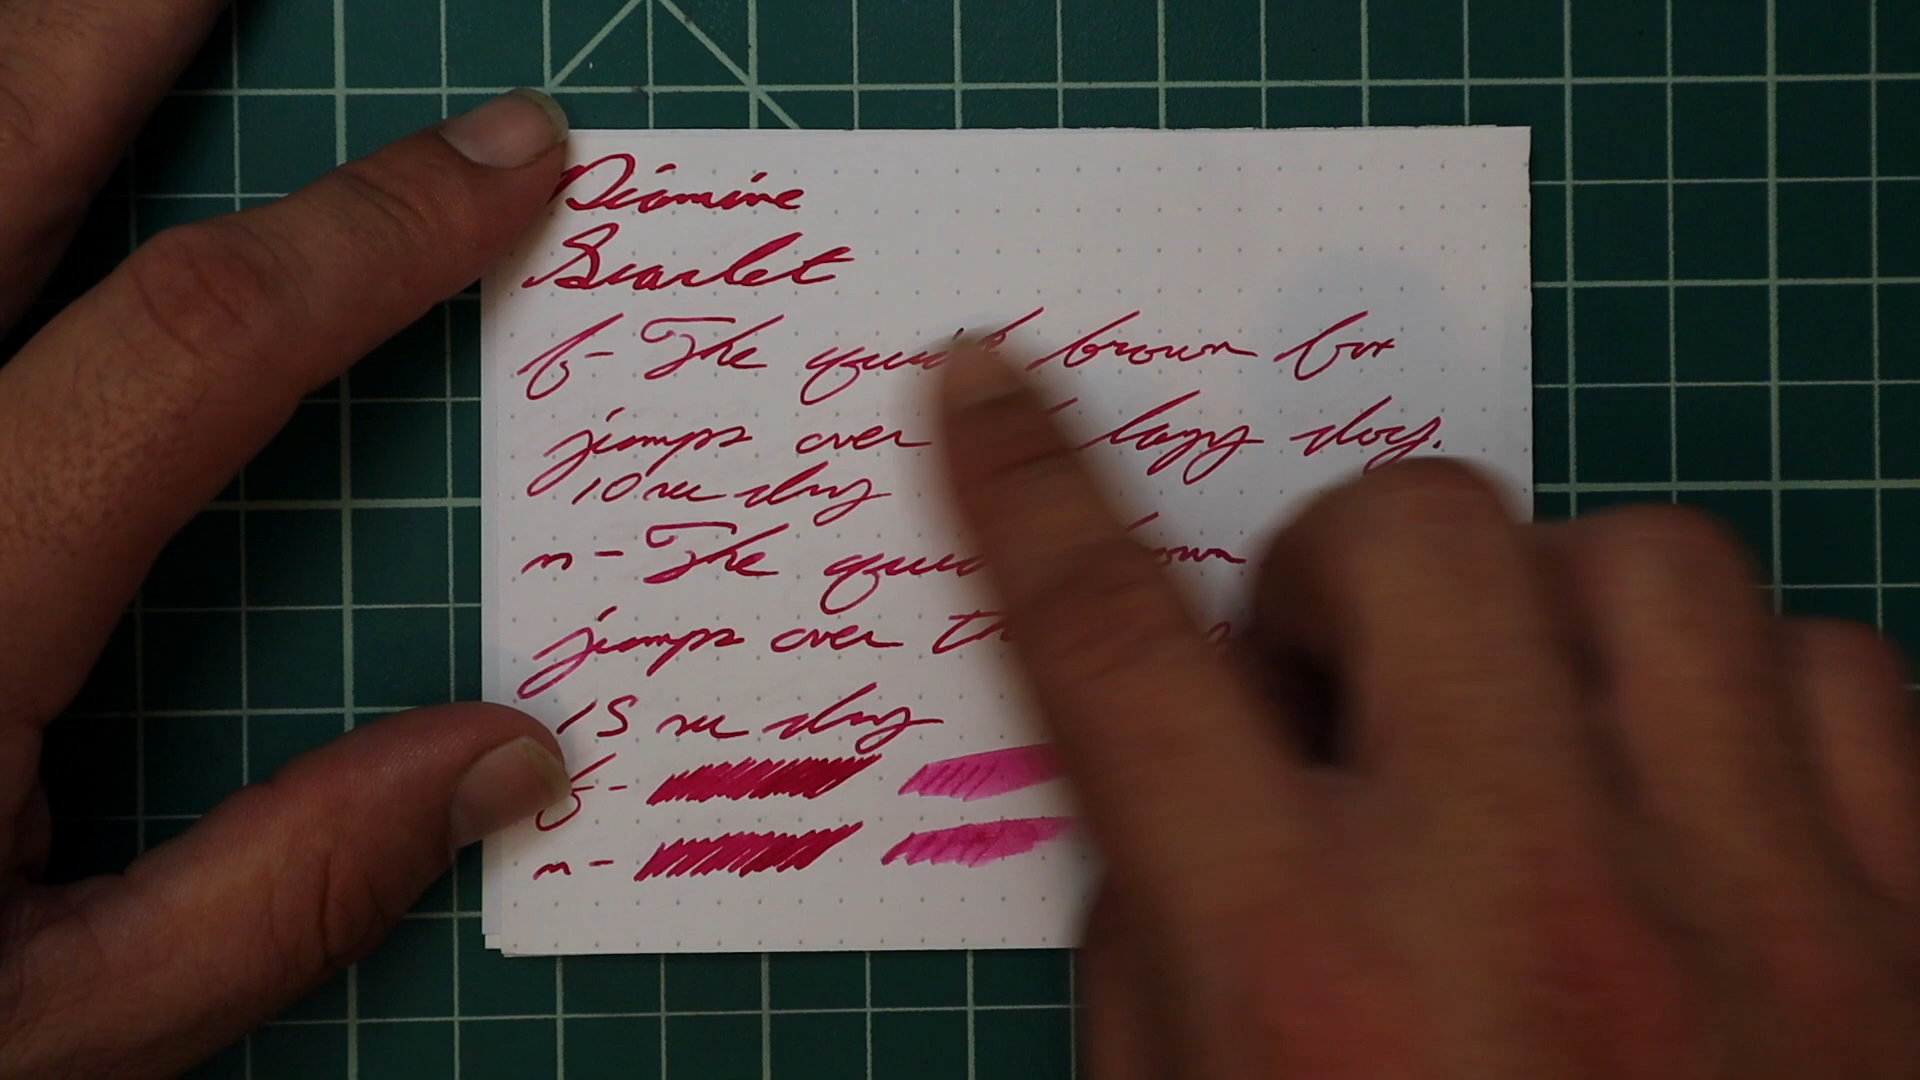 Diamine
Scarlet
f - The quick brown fox
jumps over lazy dog.
10 sec dry
m - The brown
jumps over
15 sec dry
f -
m -